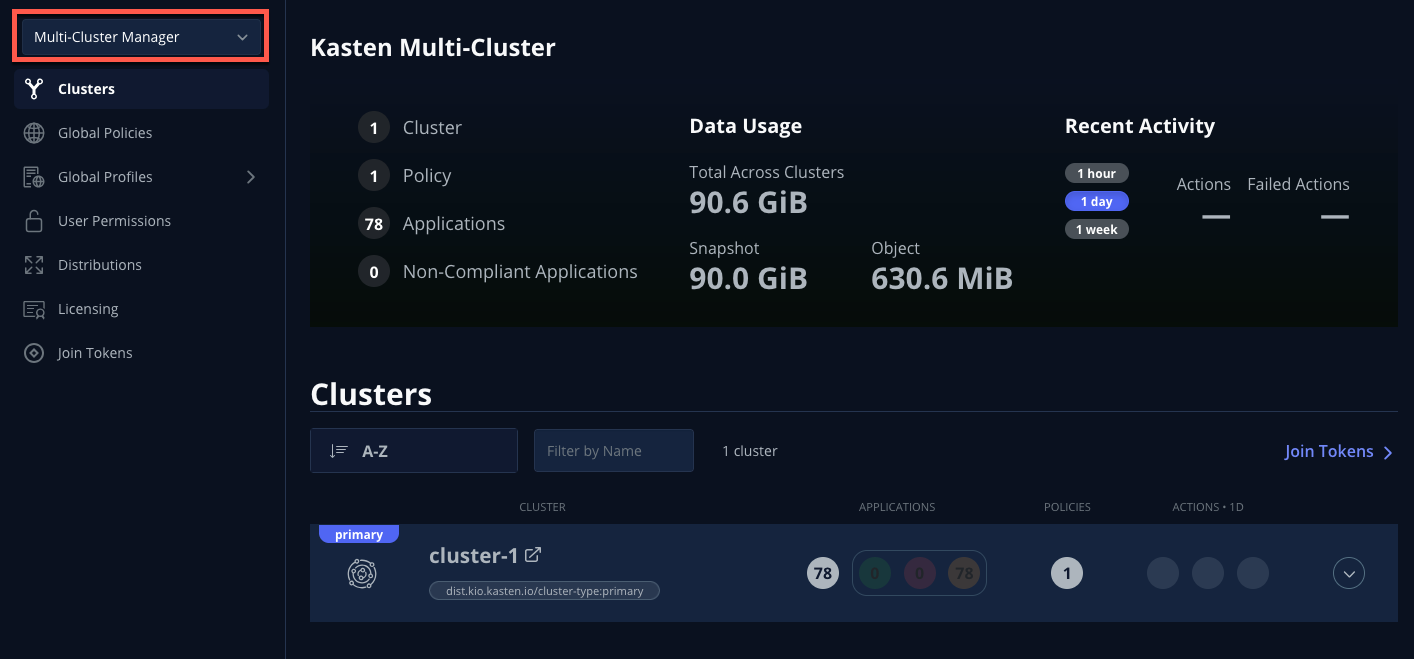 Multi-Cluster Manager
Clusters
Global Policies
Global Profiles
User Permissions
Distributions
Licensing
Join Tokens
Kasten Multi-Cluster
1 Cluster
1 Policy
78 Applications
0 Non-Compliant Applications
Data Usage
Total Across Clusters
90.6 GiB
Snapshot
90.0 GiB
Object
630.6 MiB
Recent Activity
1 hour
1 day
1 week
Actions
—
Failed Actions
—
Clusters
A-Z
Filter by Name
1 cluster
Join Tokens
CLUSTER APPLICATIONS POLICIES ACTIONS • 1D
primary
cluster-1
dist.kio.kasten.io/cluster-type:primary
78 0 0 78 1